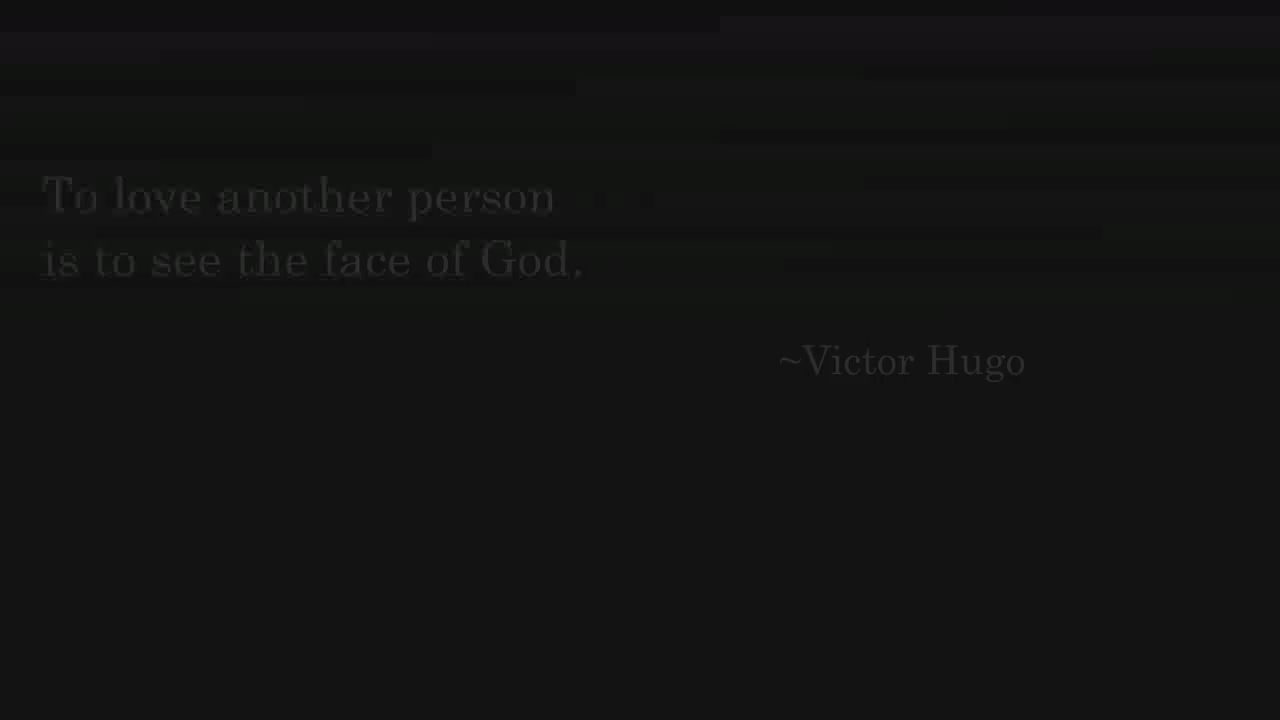 To love another person
is to see the face of God.
~Victor Hugo